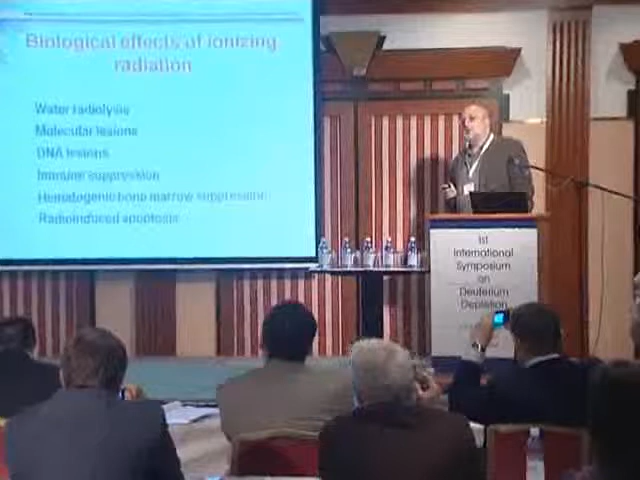 Biological effects of ionizing
radiation
Water radiolysis
Molecular lesions
DNA lesions
Immune suppression
Hematogenic bone marrow suppression
Radioinduced apoptosis
1st
International
Symposium
on
Deuterium
Depletion